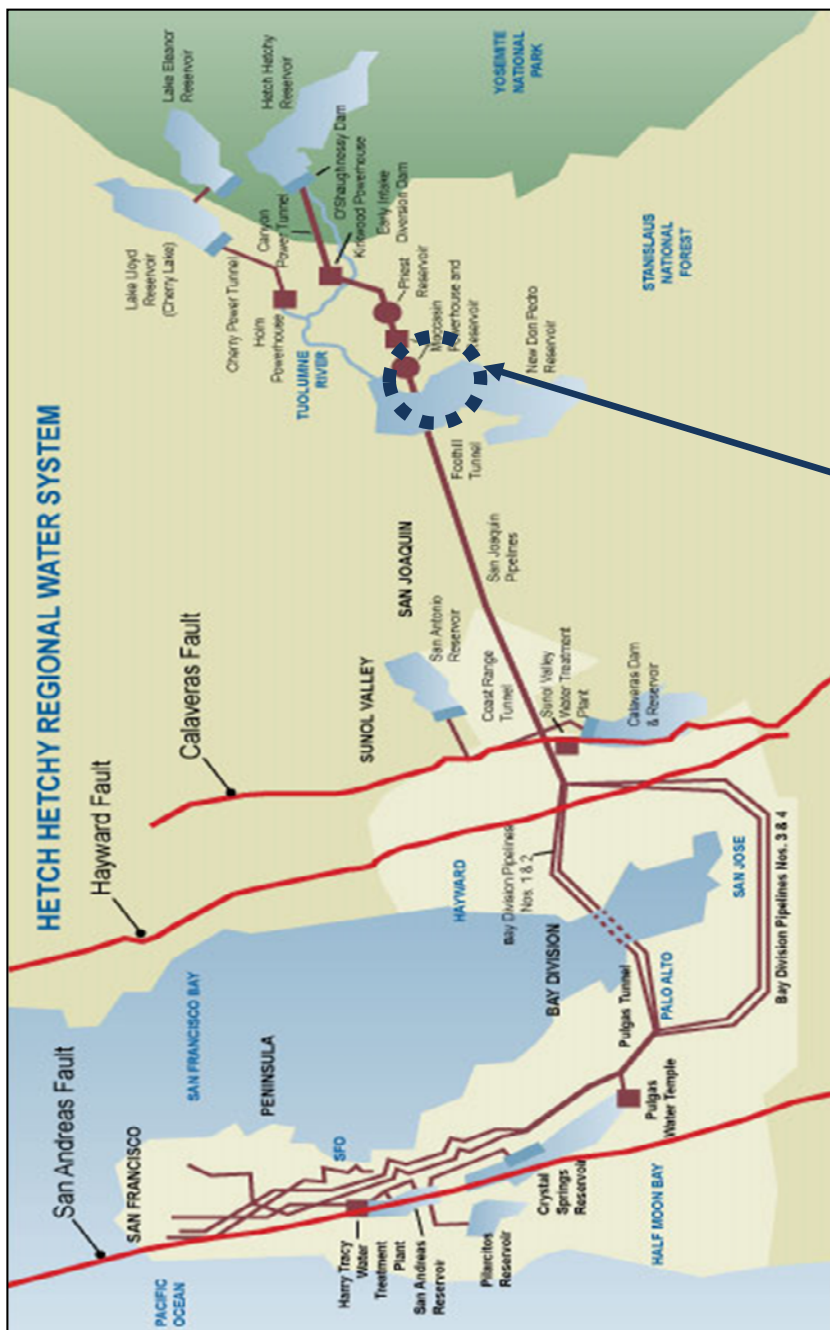 HETCH HETCHY REGIONAL WATER SYSTEM
San Andreas Fault
Hayward Fault
Calaveras Fault
PACIFIC
OCEAN
SAN FRANCISCO
SAN FRANCISCO BAY
PENINSULA
SFO
Harry Tracy
Water
Treatment
Plant
San Andreas
Reservoir
Pilarcitos
Reservoir
Crystal
Springs
Reservoir
HALF MOON BAY
Pulgas
Water Temple
Pulgas Tunnel
PALO ALTO
BAY DIVISION
HAYWARD
Bay Division Pipelines
Nos. 1 & 2
SAN JOSE
Bay Division Pipelines Nos. 3 & 4
SUNOL VALLEY
San Antonio
Reservoir
Coast Range
Tunnel
Sunol Valley
Water Treatment
Plant
Calaveras Dam
& Reservoir
SAN JOAQUIN
San Joaquin
Pipelines
Foothill
Tunnel
TUOLUMNE
RIVER
New Don Pedro
Reservoir
Moccasin
Powerhouse and
Reservoir
Priest
Reservoir
Holm
Powerhouse
Cherry Power Tunnel
Lake Lloyd
Reservoir
(Cherry Lake)
Lake Eleanor
Reservoir
Hetch Hetchy
Reservoir
Canyon
Power Tunnel
O'Shaughnessy Dam
Kirkwood Powerhouse
Early Intake
Diversion Dam
YOSEMITE
NATIONAL
PARK
STANISLAUS
NATIONAL
FOREST